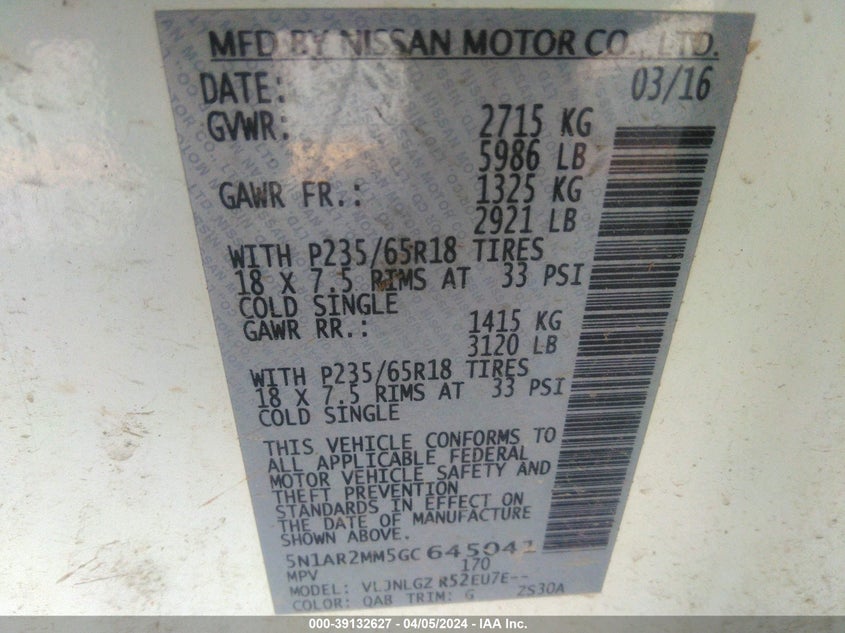 MFD BY NISSAN MOTOR CO., LTD.
DATE: 03/16
GVWR: 2715 KG
5986 LB
GAWR FR.: 1325 KG
2921 LB
WITH P235/65R18 TIRES
18 X 7.5 RIMS AT 33 PSI
COLD SINGLE
GAWR RR.: 1415 KG
3120 LB
WITH P235/65R18 TIRES
18 X 7.5 RIMS AT 33 PSI
COLD SINGLE
THIS VEHICLE CONFORMS TO
ALL APPLICABLE FEDERAL
MOTOR VEHICLE SAFETY AND
THEFT PREVENTION
STANDARDS IN EFFECT ON
THE DATE OF MANUFACTURE
SHOWN ABOVE.
5N1AR2MM5GC645041
MPV 170
MODEL: VLJNLGZ R52EU7E--
COLOR: QAB TRIM: G ZS30A
000-39132627 - 04/05/2024 - IAA Inc.